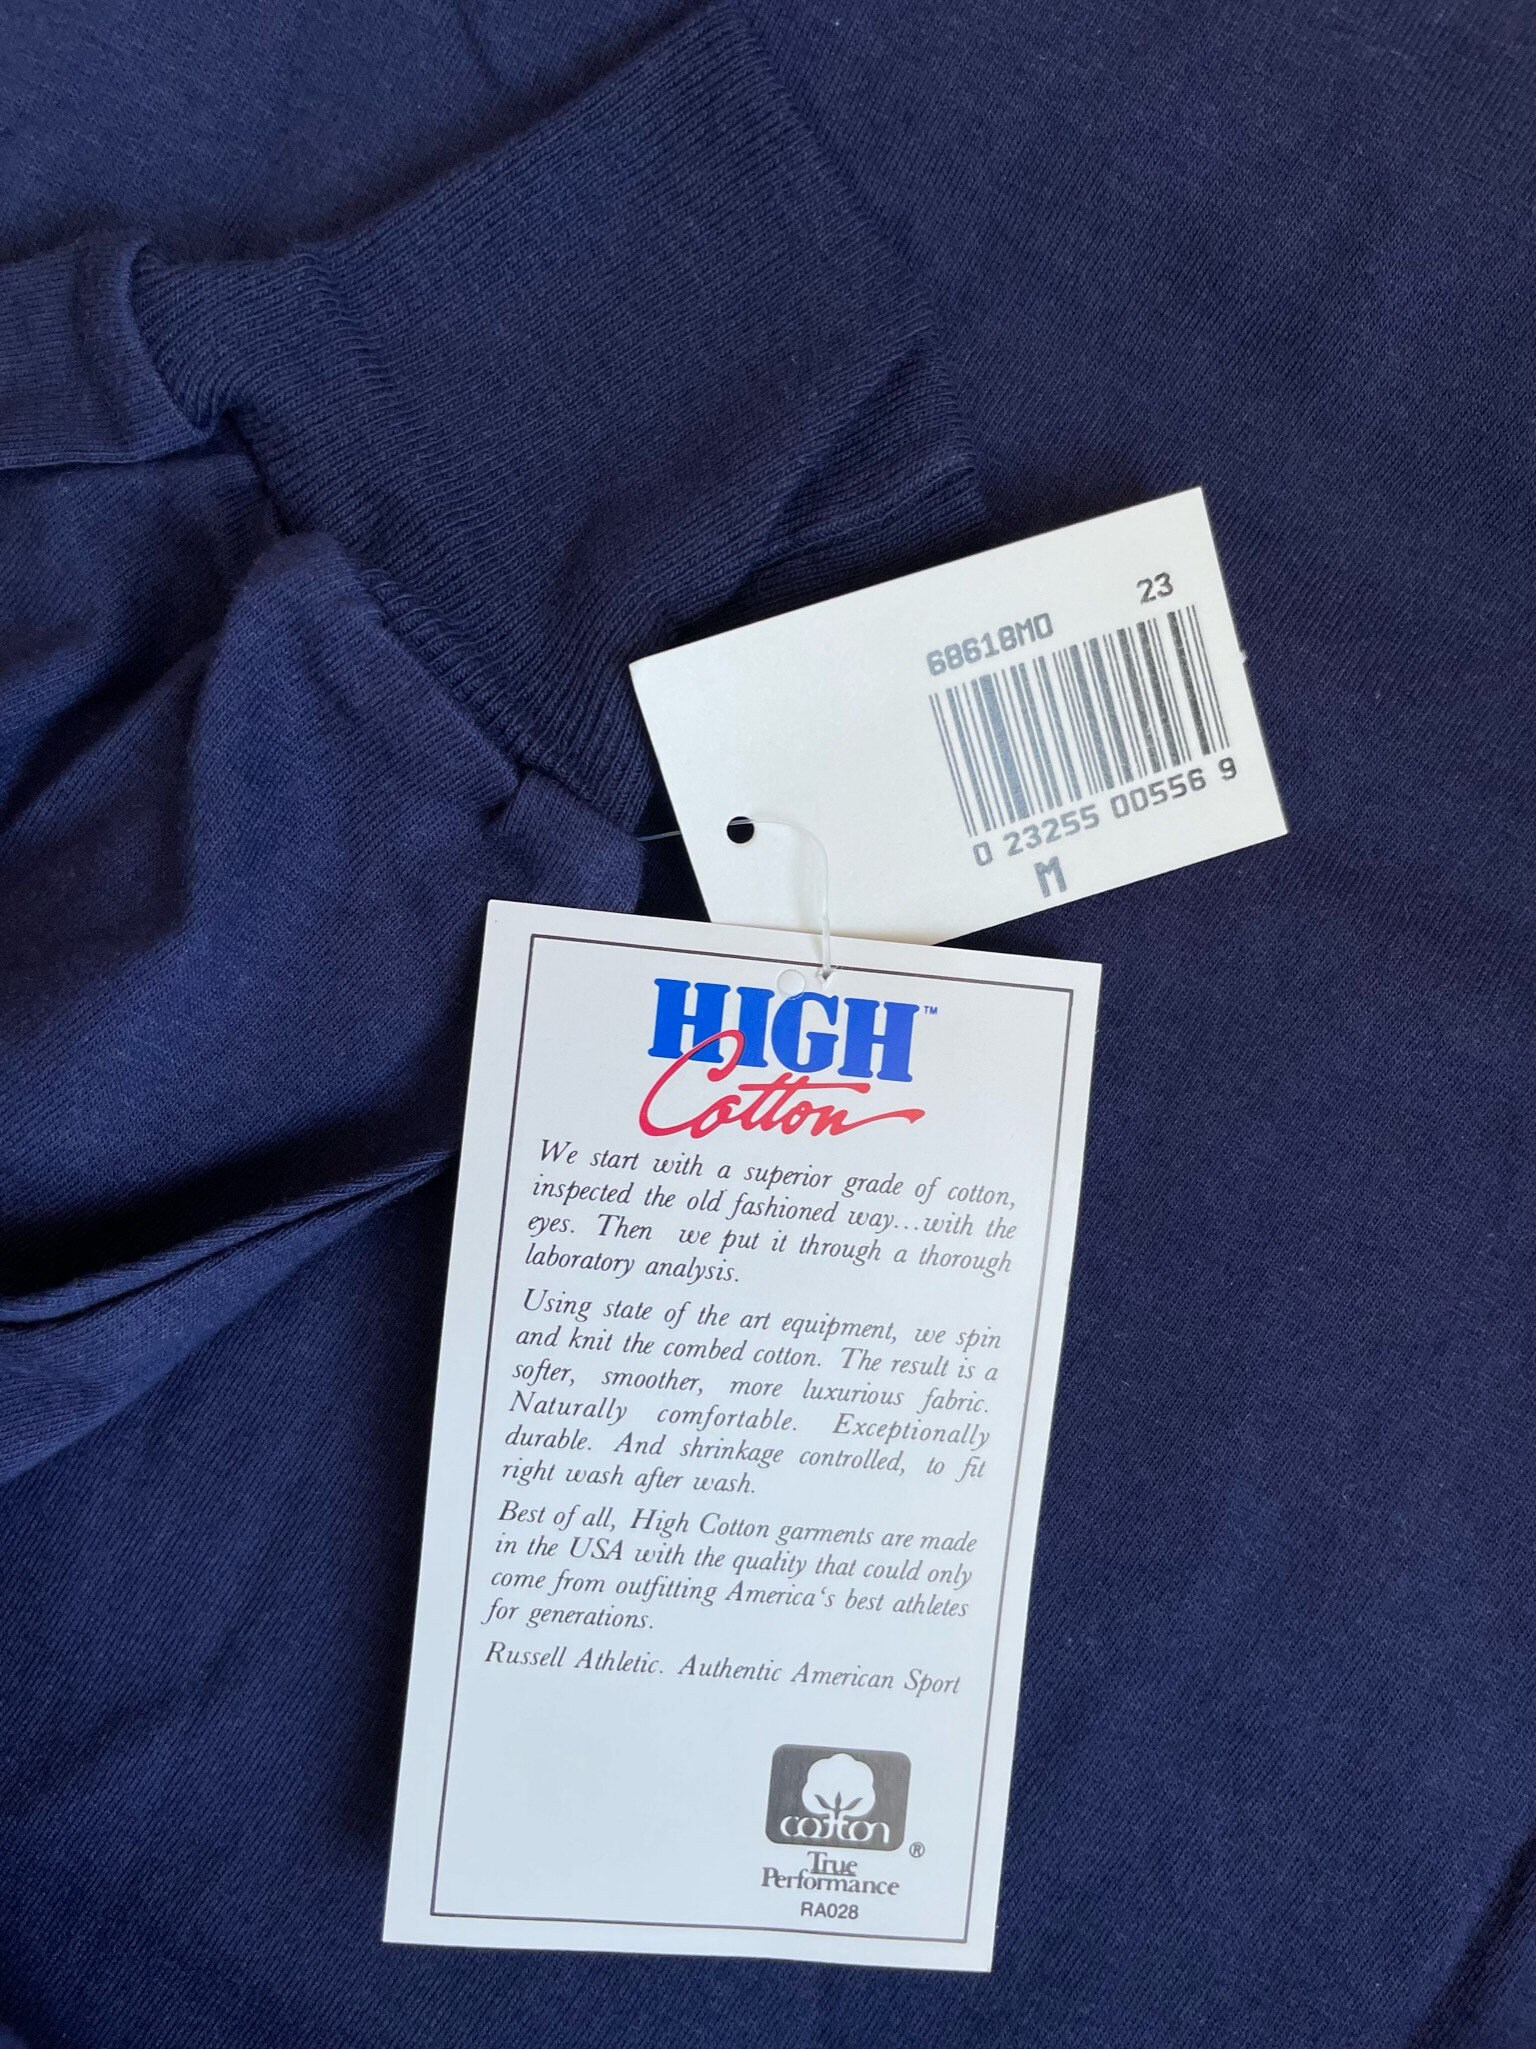 23
68618MO
0 23255 00556 9
M
HIGH™
Cotton
We start with a superior grade of cotton,
inspected the old fashioned way...with the
eyes. Then we put it through a thorough
laboratory analysis.
Using state of the art equipment, we spin
and knit the combed cotton. The result is a
softer, smoother, more luxurious fabric.
Naturally comfortable. Exceptionally
durable. And shrinkage controlled, to fit
right wash after wash.
Best of all, High Cotton garments are made
in the USA with the quality that could only
come from outfitting America‘s best athletes
for generations.
Russell Athletic. Authentic American Sport
cotton
®
True
Performance
RA028